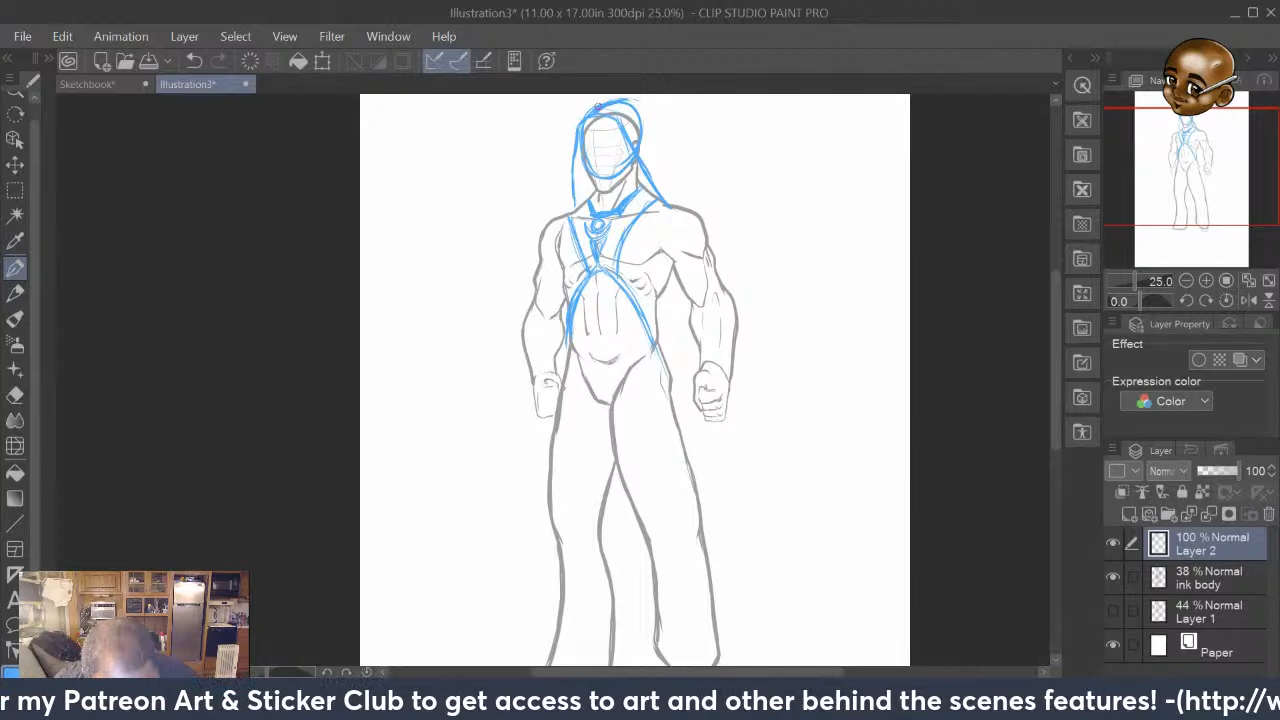 Illustration3* (11.00 x 17.00in 300dpi 25.0%) - CLIP STUDIO PAINT PRO
File Edit Animation Layer Select View Filter Window Help
Sketchbook* Illustration3*
25.0
0.0
Layer Property
Effect
Expression color
Color
Layer
Norm 100
100 % Normal
Layer 2
38 % Normal
ink body
44 % Normal
Layer 1
Paper
r my Patreon Art & Sticker Club to get access to art and other behind the scenes features! -(http://w